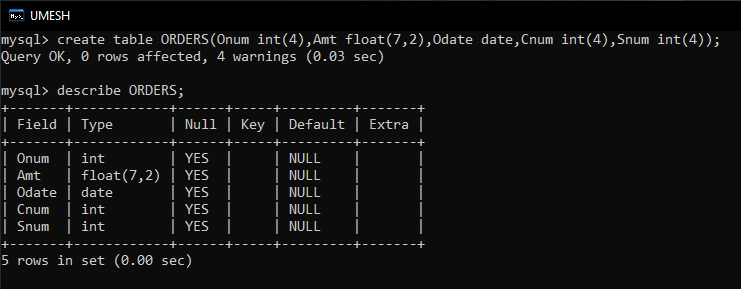 UMESH
mysql> create table ORDERS(Onum int(4),Amt float(7,2),Odate date,Cnum int(4),Snum int(4));
Query OK, 0 rows affected, 4 warnings (0.03 sec)
mysql> describe ORDERS;
+-------+------------+------+-----+---------+-------+
| Field | Type       | Null | Key | Default | Extra |
+-------+------------+------+-----+---------+-------+
| Onum  | int        | YES  |     | NULL    |       |
| Amt   | float(7,2) | YES  |     | NULL    |       |
| Odate | date       | YES  |     | NULL    |       |
| Cnum  | int        | YES  |     | NULL    |       |
| Snum  | int        | YES  |     | NULL    |       |
+-------+------------+------+-----+---------+-------+
5 rows in set (0.00 sec)